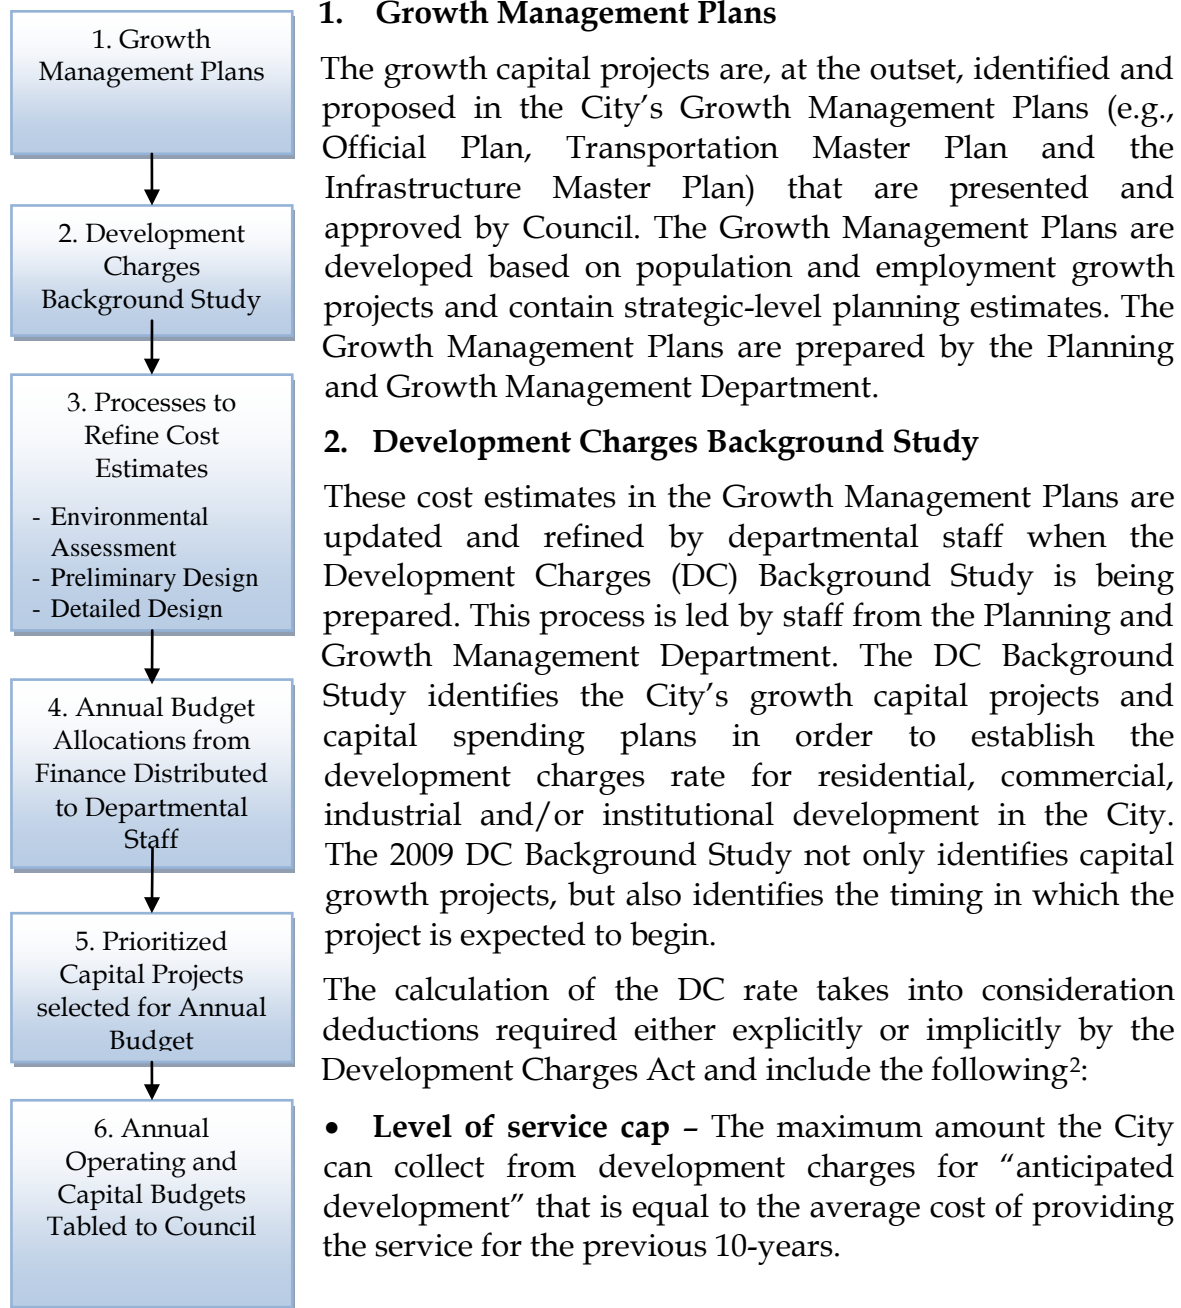 1. Growth
Management Plans
2. Development
Charges
Background Study
3. Processes to
Refine Cost
Estimates
- Environmental
Assessment
- Preliminary Design
- Detailed Design
4. Annual Budget
Allocations from
Finance Distributed
to Departmental
Staff
5. Prioritized
Capital Projects
selected for Annual
Budget
6. Annual
Operating and
Capital Budgets
Tabled to Council
1. Growth Management Plans
The growth capital projects are, at the outset, identified and
proposed in the City’s Growth Management Plans (e.g.,
Official Plan, Transportation Master Plan and the
Infrastructure Master Plan) that are presented and
approved by Council. The Growth Management Plans are
developed based on population and employment growth
projects and contain strategic-level planning estimates. The
Growth Management Plans are prepared by the Planning
and Growth Management Department.
2. Development Charges Background Study
These cost estimates in the Growth Management Plans are
updated and refined by departmental staff when the
Development Charges (DC) Background Study is being
prepared. This process is led by staff from the Planning and
Growth Management Department. The DC Background
Study identifies the City’s growth capital projects and
capital spending plans in order to establish the
development charges rate for residential, commercial,
industrial and/or institutional development in the City.
The 2009 DC Background Study not only identifies capital
growth projects, but also identifies the timing in which the
project is expected to begin.
The calculation of the DC rate takes into consideration
deductions required either explicitly or implicitly by the
Development Charges Act and include the following²:
• Level of service cap – The maximum amount the City
can collect from development charges for “anticipated
development” that is equal to the average cost of providing
the service for the previous 10-years.